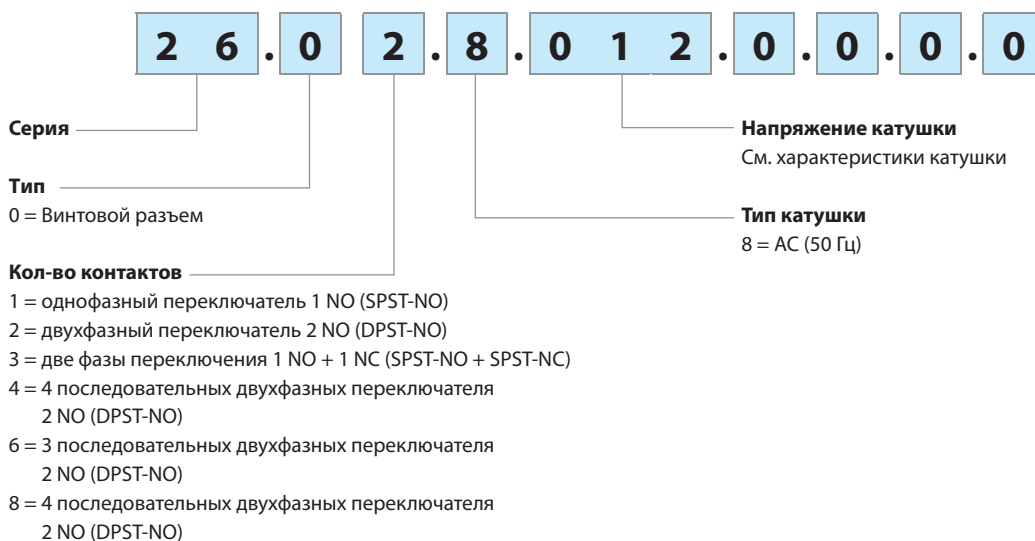 2 6 . 0 2 . 8 . 0 1 2 . 0 . 0 . 0 . 0
Серия
Тип
0 = Винтовой разъем
Кол-во контактов
1 = однофазный переключатель 1 NO (SPST-NO)
2 = двухфазный переключатель 2 NO (DPST-NO)
3 = две фазы переключения 1 NO + 1 NC (SPST-NO + SPST-NC)
4 = 4 последовательных двухфазных переключателя
2 NO (DPST-NO)
6 = 3 последовательных двухфазных переключателя
2 NO (DPST-NO)
8 = 4 последовательных двухфазных переключателя
2 NO (DPST-NO)
Напряжение катушки
См. характеристики катушки
Тип катушки
8 = AC (50 Гц)